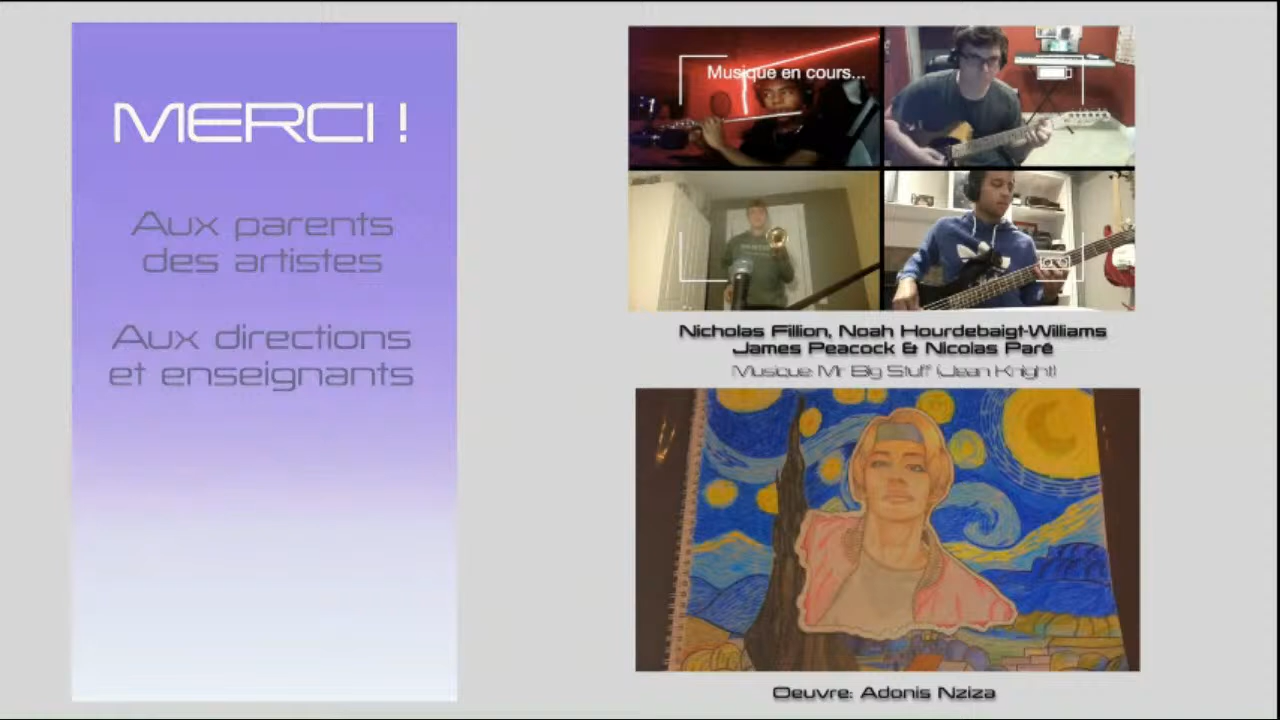 MERCI !
Aux parents
des artistes
Aux directions
et enseignants
Musique en cours...
Nicholas Fillion, Noah Hourdebaigt-Williams
James Peacock & Nicolas Paré
Musique: Mr Big Stuff (Jean Knight)
Oeuvre: Adonis Nziza